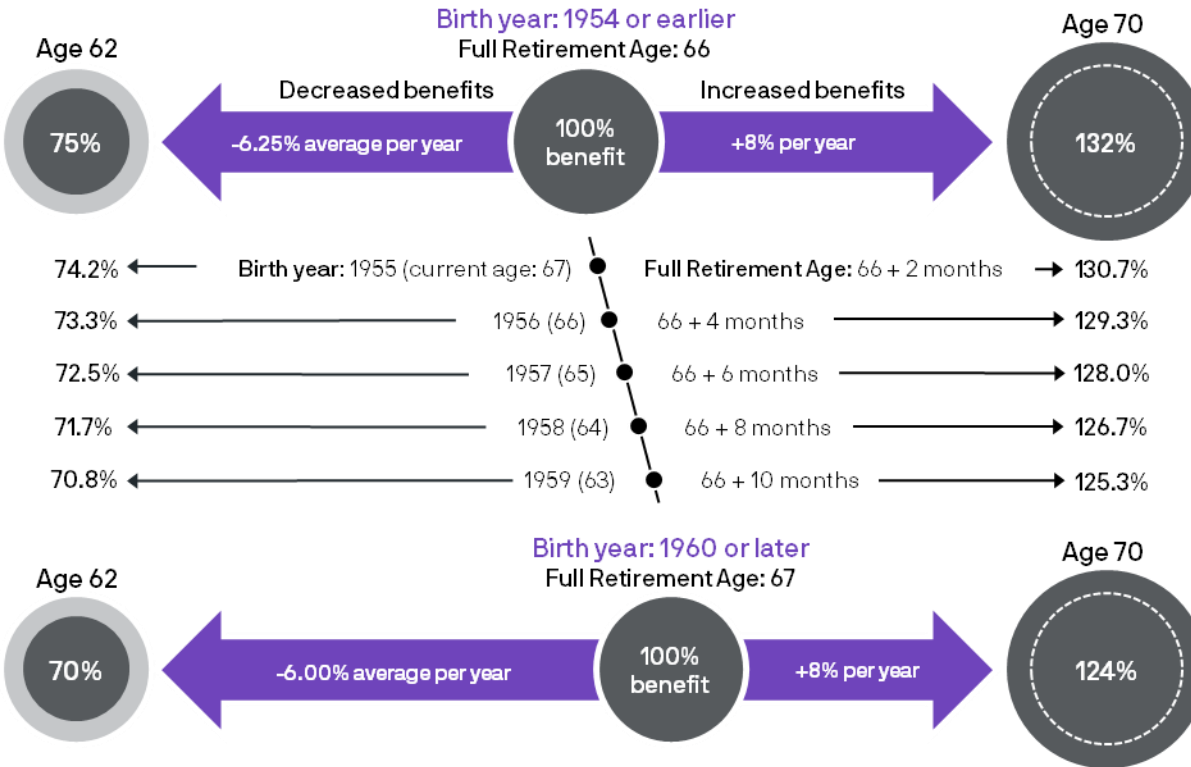 Birth year: 1954 or earlier
Full Retirement Age: 66
Age 62
Age 70
Decreased benefits
Increased benefits
75%
-6.25% average per year
100%
benefit
+8% per year
132%
74.2% Birth year: 1955 (current age: 67) Full Retirement Age: 66 + 2 months 130.7%
73.3% 1956 (66) 66 + 4 months 129.3%
72.5% 1957 (65) 66 + 6 months 128.0%
71.7% 1958 (64) 66 + 8 months 126.7%
70.8% 1959 (63) 66 + 10 months 125.3%
Birth year: 1960 or later
Full Retirement Age: 67
Age 62
Age 70
70%
-6.00% average per year
100%
benefit
+8% per year
124%